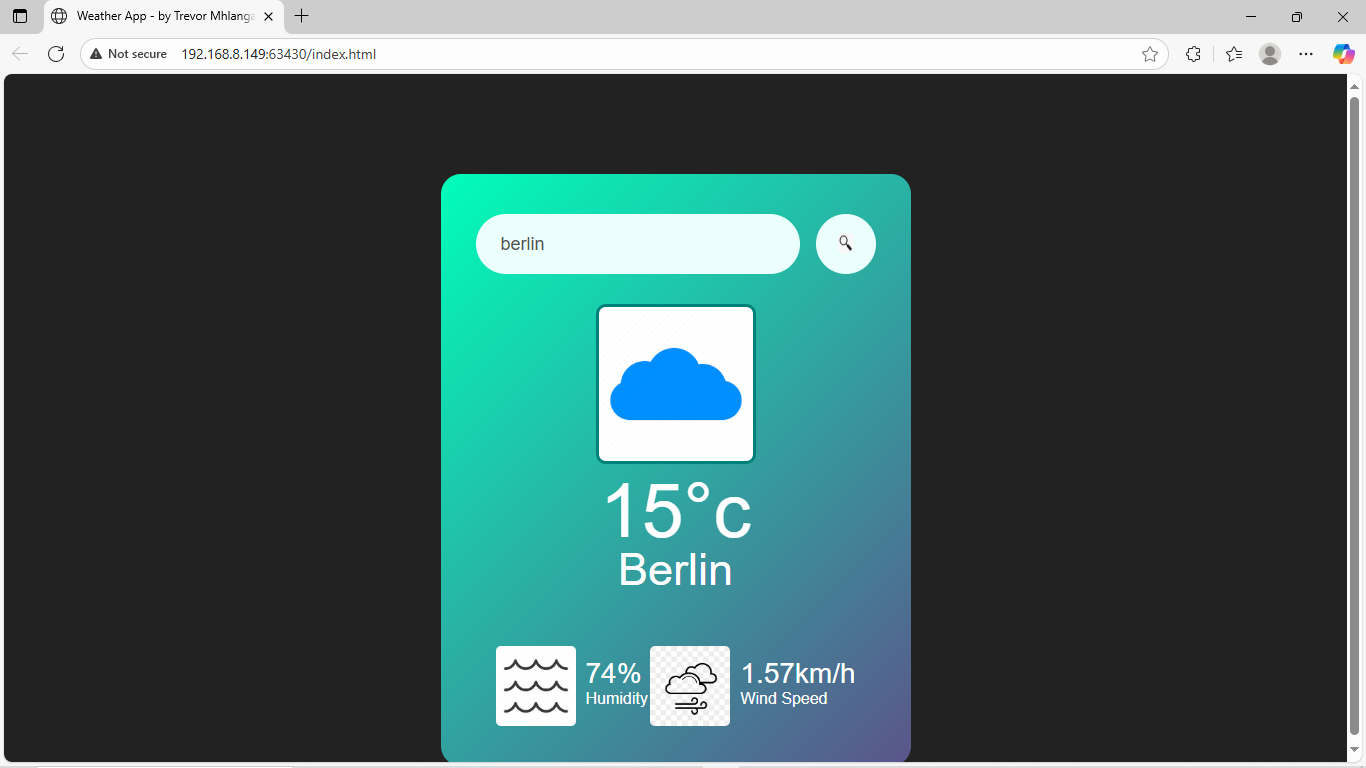 Weather App - by Trevor Mhlanga
Not secure 192.168.8.149:63430/index.html
berlin
15°c
Berlin
74%
Humidity
1.57km/h
Wind Speed